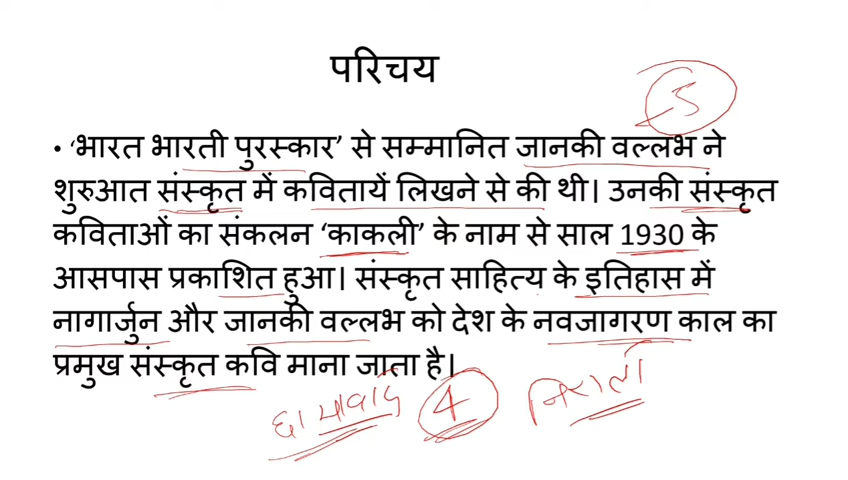 परिचय
5
• ‘भारत भारती पुरस्कार’ से सम्मानित जानकी वल्लभ ने
शुरुआत संस्कृत में कवितायें लिखने से की थी। उनकी संस्कृत
कविताओं का संकलन ‘काकली’ के नाम से साल 1930 के
आसपास प्रकाशित हुआ। संस्कृत साहित्य के इतिहास में
नागार्जुन और जानकी वल्लभ को देश के नवजागरण काल का
प्रमुख संस्कृत कवि माना जाता है।
छायावाद 4 निराला